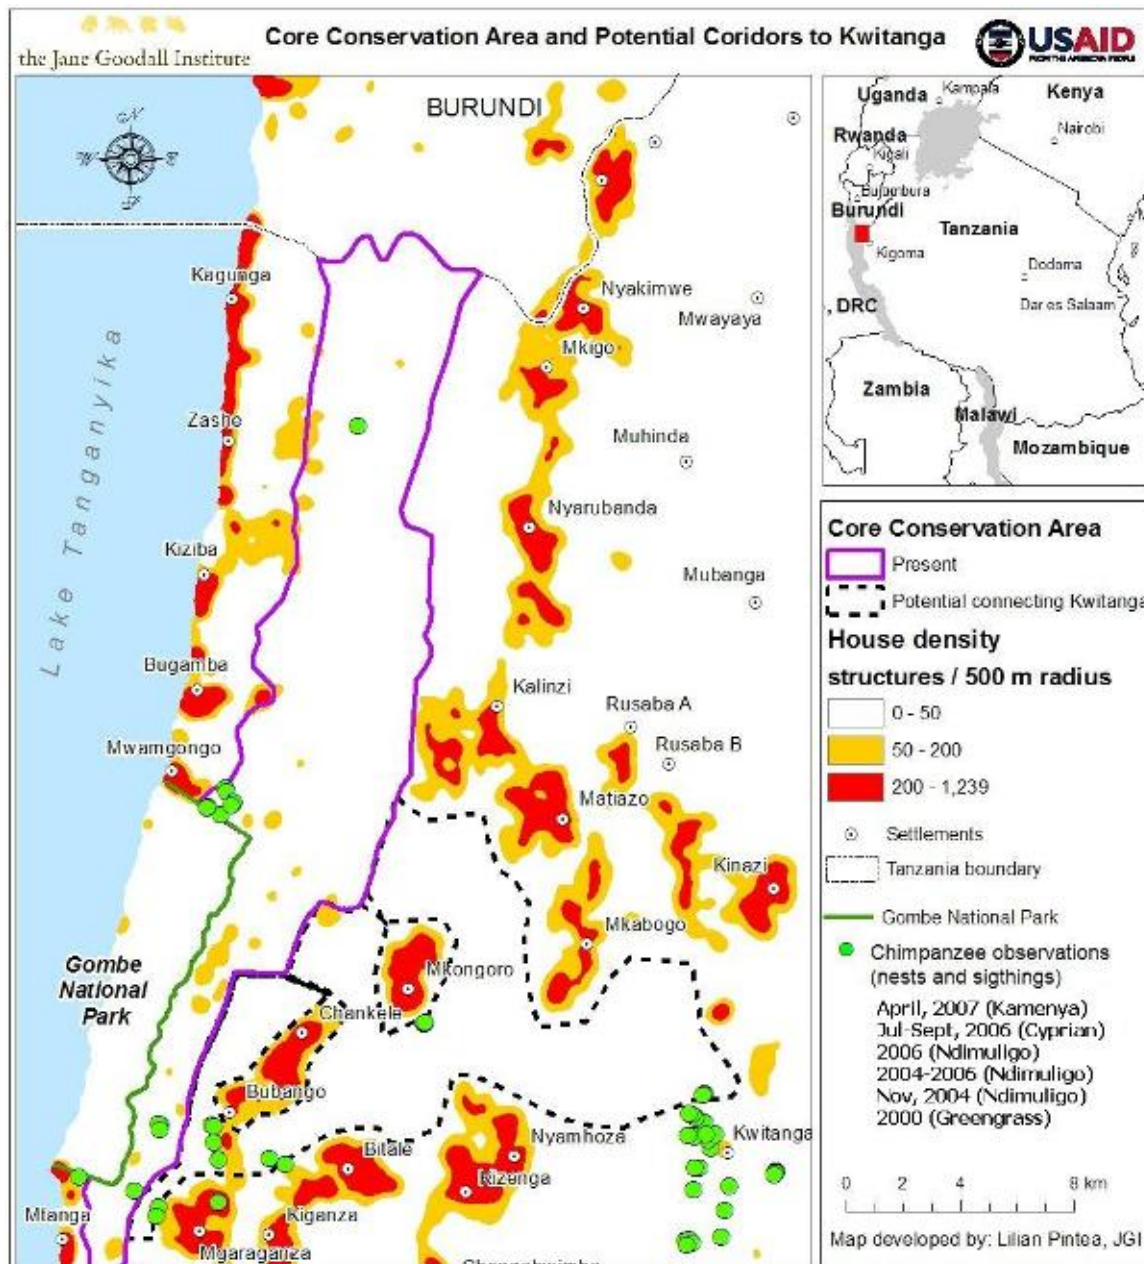 the Jane Goodall Institute
Core Conservation Area and Potential Coridors to Kwitanga
USAID
FROM THE AMERICAN PEOPLE
BURUNDI
N
W
E
S
Kagunga
Nyakimwe
Mwayaya
Mkigo
Zashe
Muhinda
Lake Tanganyika
Nyarubanda
Kiziba
Mubanga
Bugamba
Kalinzi
Rusaba A
Rusaba B
Mwamgongo
Matiazo
Kinazi
Mkabogo
Gombe
National
Park
Mkongoro
Chankele
Bubango
Nyamhoza
Kwitanga
Bitale
Kizenga
Mtanga
Kiganza
Mgaraganza
Uganda
Kampala
Kenya
Rwanda
Nairobi
Kigali
Bujumbura
Burundi
Tanzania
Kigoma
Dodoma
Dar es Salaam
, DRC
Zambia
Malawi
Mozambique
Core Conservation Area
Present
Potential connecting Kwitanga
House density
structures / 500 m radius
0 - 50
50 - 200
200 - 1,239
Settlements
Tanzania boundary
Gombe National Park
Chimpanzee observations
(nests and sigthings)
April, 2007 (Kamenya)
Jul-Sept, 2006 (Cyprian)
2006 (Ndimuligo)
2004-2006 (Ndimuligo)
Nov, 2004 (Ndimuligo)
2000 (Greengrass)
0 2 4 8 km
Map developed by: Lilian Pintea, JGI